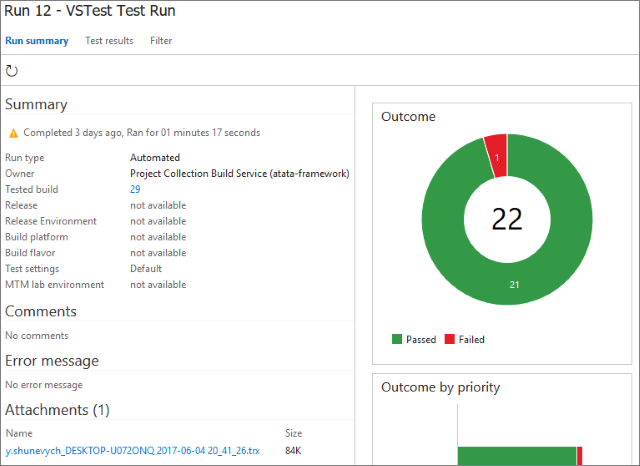 Run 12 - VSTest Test Run
Run summary Test results Filter
Summary
Completed 3 days ago, Ran for 01 minutes 17 seconds
Run type Automated
Owner Project Collection Build Service (atata-framework)
Tested build 29
Release not available
Release Environment not available
Build platform not available
Build flavor not available
Test settings Default
MTM lab environment not available
Comments
No comments
Error message
No error message
Attachments (1)
Name Size
y.shunevych_DESKTOP-U072ONQ 2017-06-04 20_41_26.trx 84K
Outcome
1
22
21
Passed Failed
Outcome by priority